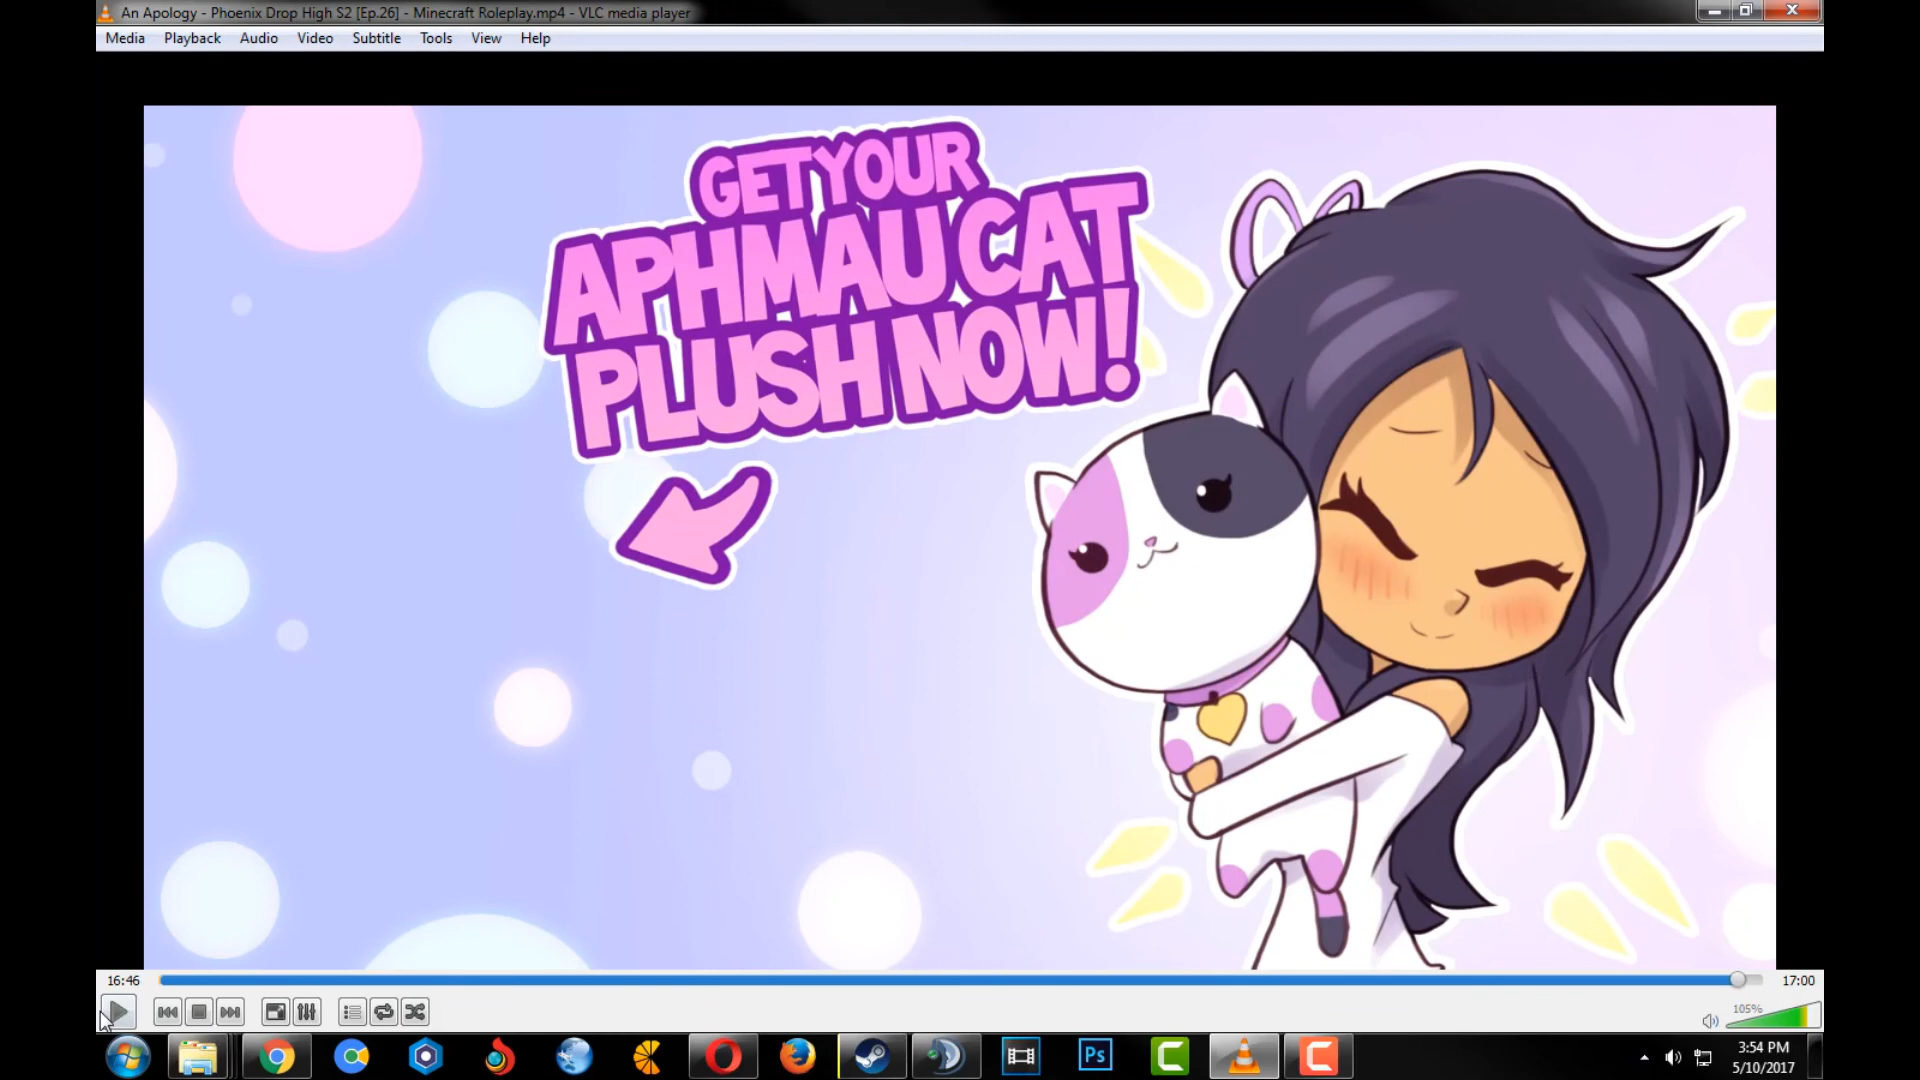 An Apology - Phoenix Drop High S2 [Ep.26] - Minecraft Roleplay.mp4 - VLC media player
Media Playback Audio Video Subtitle Tools View Help
GET YOUR
APHMAU CAT
PLUSH NOW!
16:46 17:00
105%
Ps
3:54 PM
5/10/2017